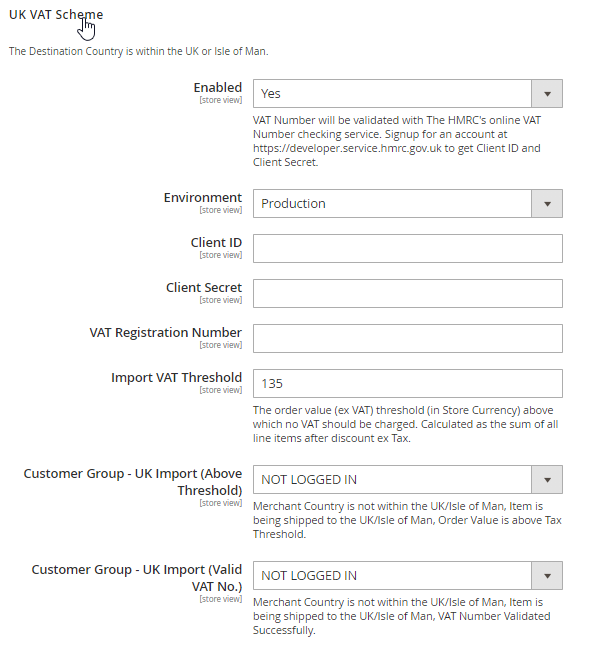 UK VAT Scheme
The Destination Country is within the UK or Isle of Man.
Enabled
[store view]
Yes
VAT Number will be validated with The HMRC's online VAT
Number checking service. Signup for an account at
https://developer.service.hmrc.gov.uk to get Client ID and
Client Secret.
Environment
[store view]
Production
Client ID
[store view]
Client Secret
[store view]
VAT Registration Number
[store view]
Import VAT Threshold
[store view]
135
The order value (ex VAT) threshold (in Store Currency) above
which no VAT should be charged. Calculated as the sum of all
line items after discount ex Tax.
Customer Group - UK Import (Above
Threshold)
[store view]
NOT LOGGED IN
Merchant Country is not within the UK/Isle of Man, Item is
being shipped to the UK/Isle of Man, Order Value is above Tax
Threshold.
Customer Group - UK Import (Valid
VAT No.)
[store view]
NOT LOGGED IN
Merchant Country is not within the UK/Isle of Man, Item is
being shipped to the UK/Isle of Man, VAT Number Validated
Successfully.